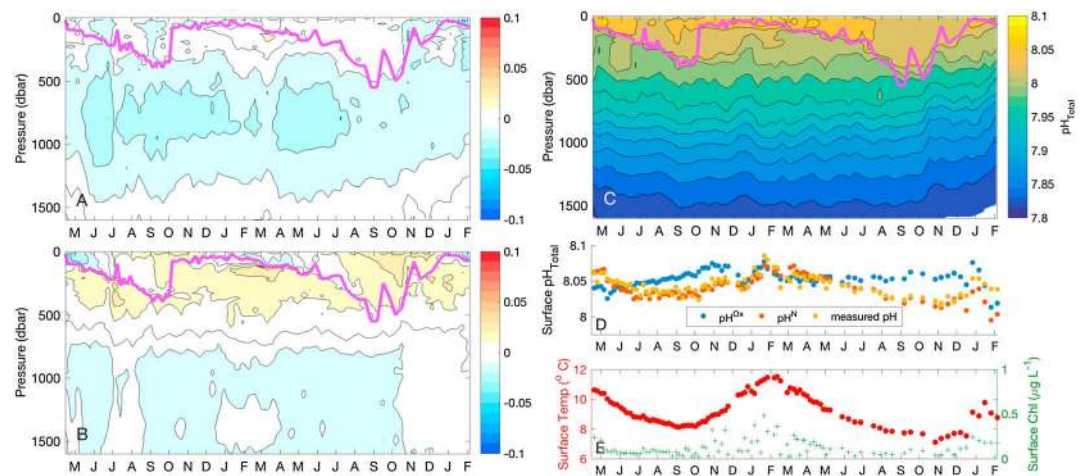 Pressure (dbar)
0
500
1000
1500
A
M J J A S O N D J F M A M J J A S O N D J F
0.1
0.05
0
-0.05
-0.1
Pressure (dbar)
0
500
1000
1500
B
M J J A S O N D J F M A M J J A S O N D J F
0.1
0.05
0
-0.05
-0.1
Pressure (dbar)
0
500
1000
1500
C
M J J A S O N D J F M A M J J A S O N D J F
8.1
8.05
8
7.95
7.9
7.85
7.8
pHTotal
Surface pHTotal
8.1
8.05
8
D
pHOx pHN measured pH
M J J A S O N D J F M A M J J A S O N D J F
Surface Temp (° C)
12
10
8
6
E
M J J A S O N D J F M A M J J A S O N D J F
1
0.5
0
Surface Chl (μg L-1)